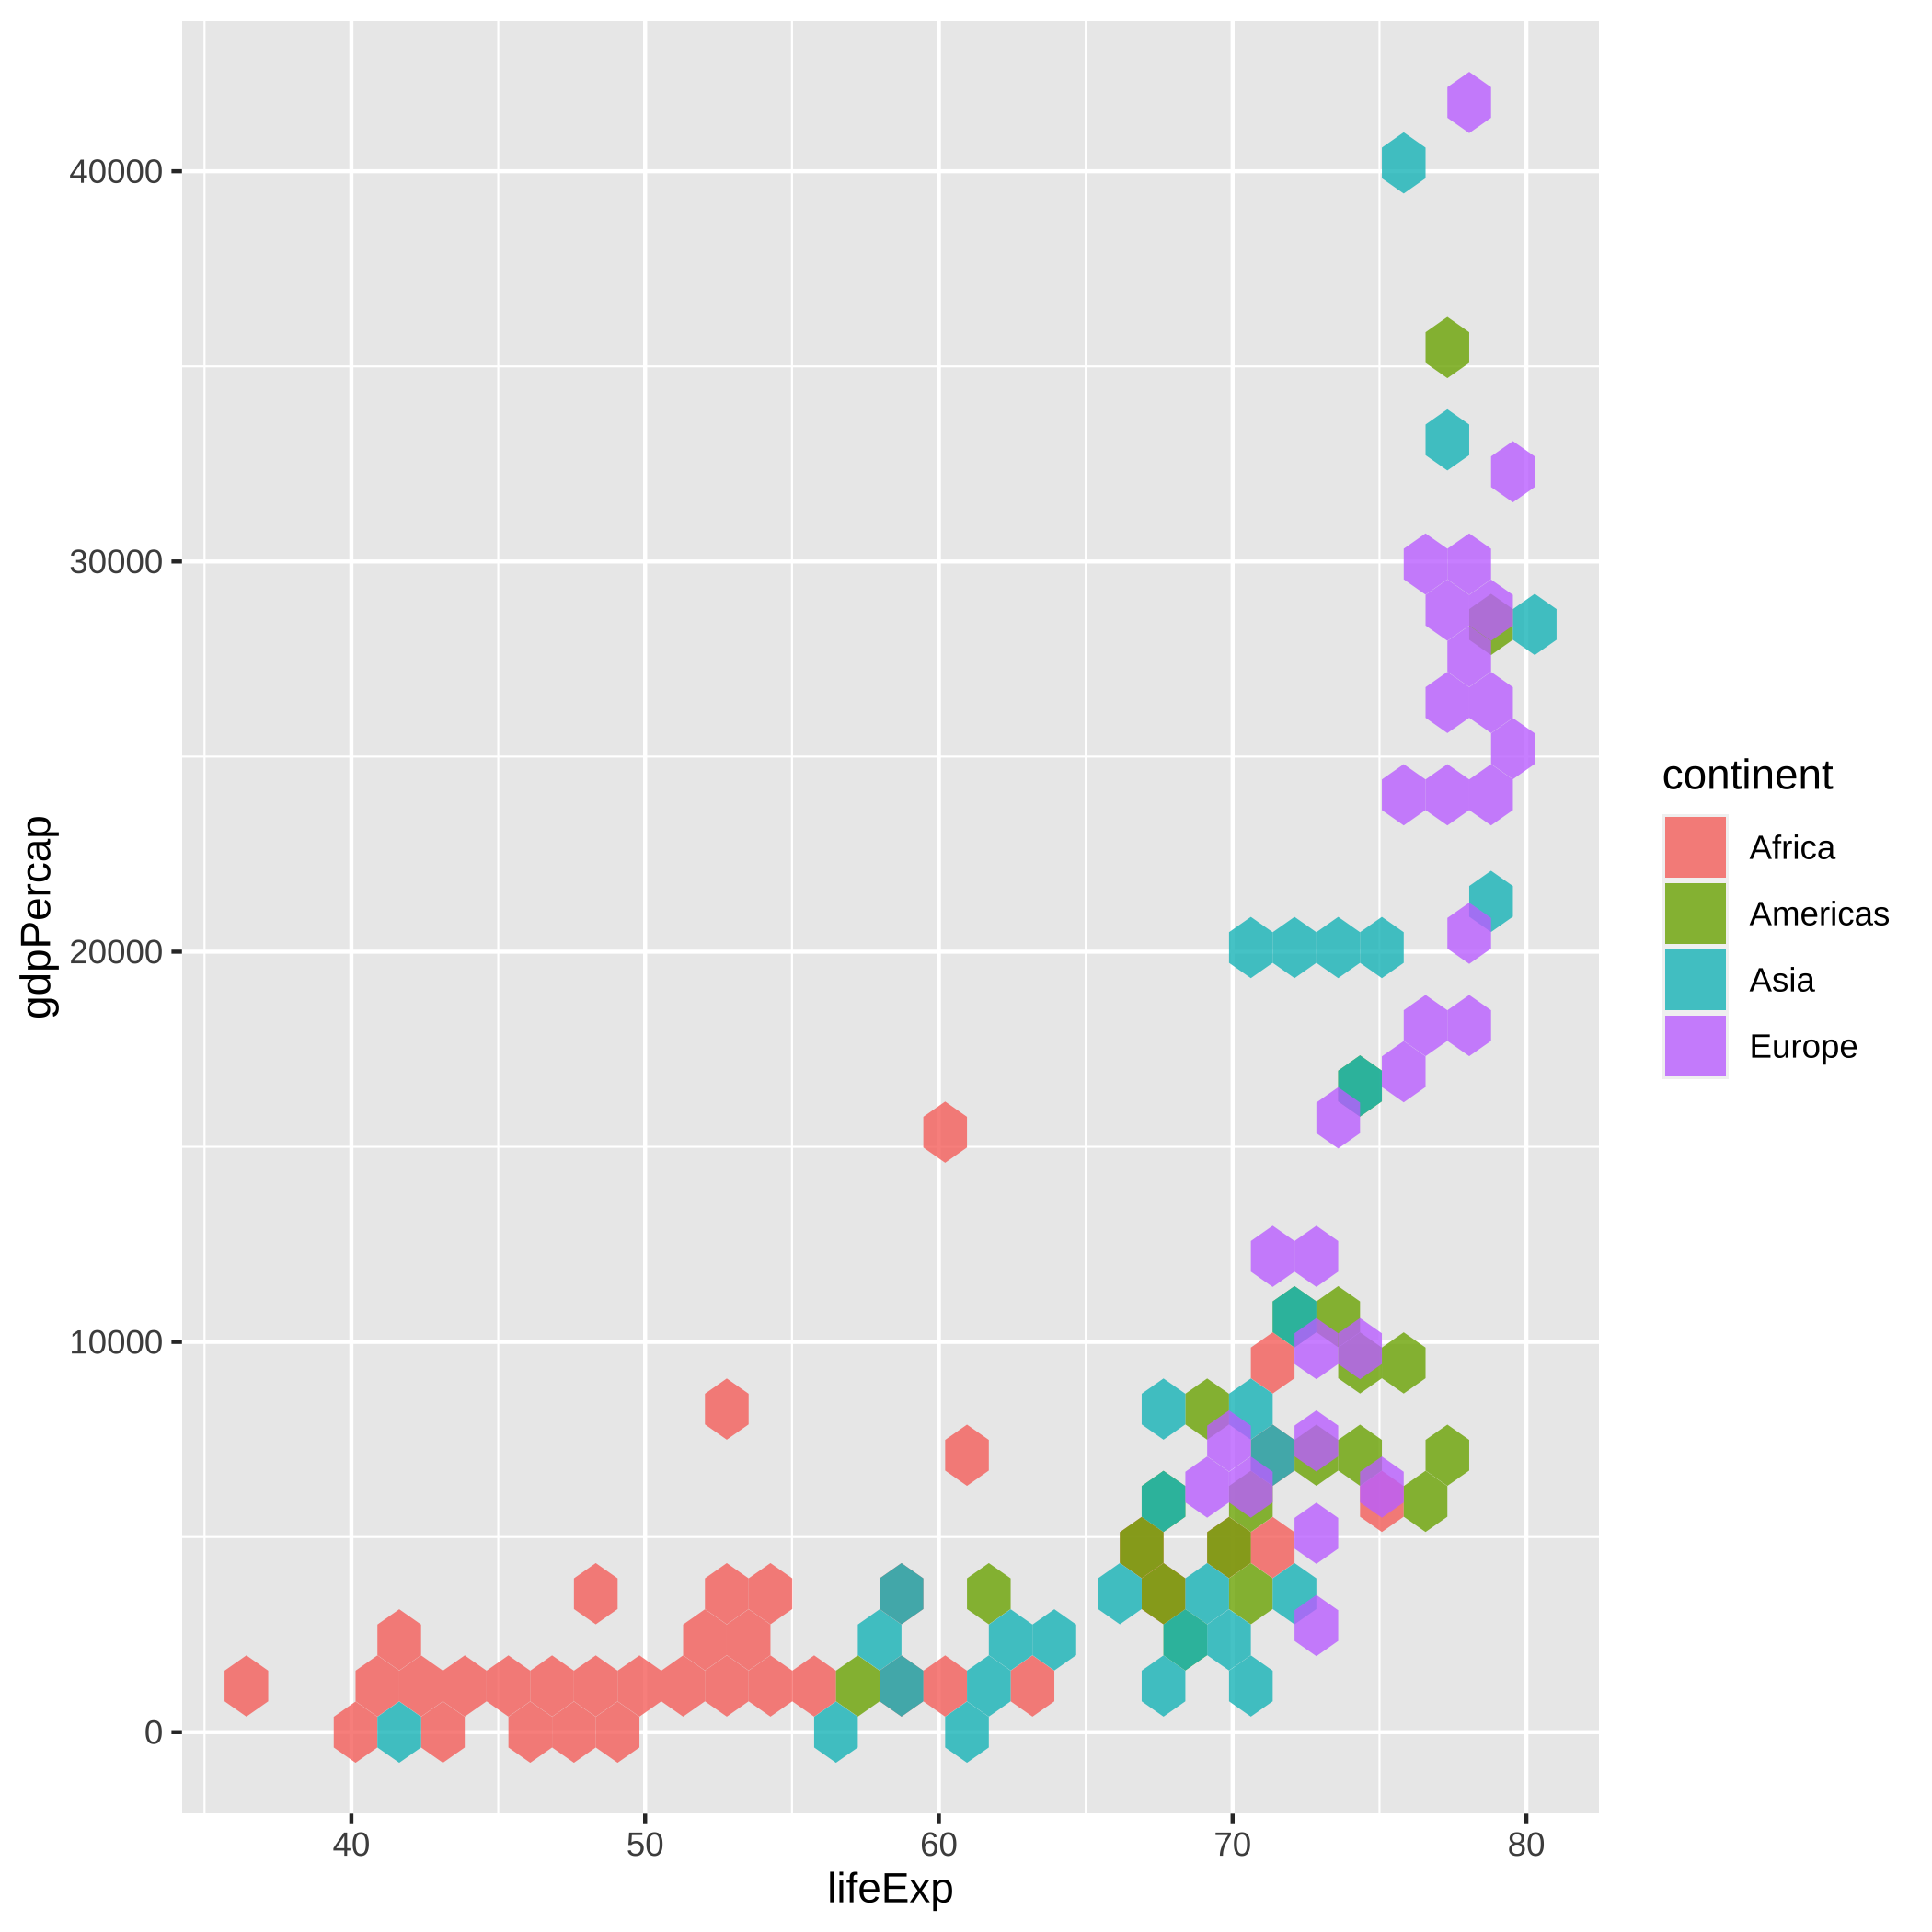 40000
30000
20000
10000
0
gdpPercap
40 50 60 70 80
lifeExp
continent
Africa
Americas
Asia
Europe